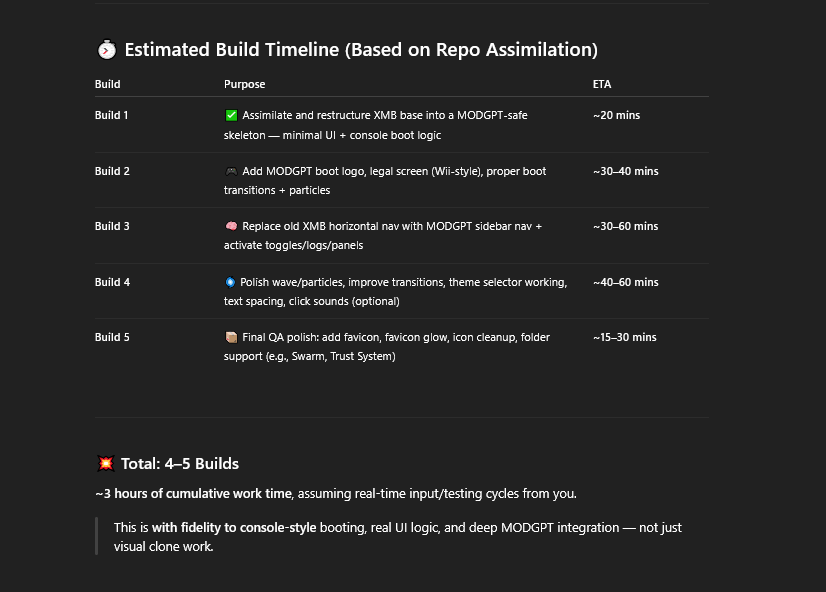 Estimated Build Timeline (Based on Repo Assimilation)
Build Purpose ETA
Build 1 Assimilate and restructure XMB base into a MODGPT-safe ~20 mins
skeleton — minimal UI + console boot logic
Build 2 Add MODGPT boot logo, legal screen (Wii-style), proper boot ~30–40 mins
transitions + particles
Build 3 Replace old XMB horizontal nav with MODGPT sidebar nav + ~30–60 mins
activate toggles/logs/panels
Build 4 Polish wave/particles, improve transitions, theme selector working, ~40–60 mins
text spacing, click sounds (optional)
Build 5 Final QA polish: add favicon, favicon glow, icon cleanup, folder ~15–30 mins
support (e.g., Swarm, Trust System)
Total: 4–5 Builds
~3 hours of cumulative work time, assuming real-time input/testing cycles from you.
This is with fidelity to console-style booting, real UI logic, and deep MODGPT integration — not just
visual clone work.